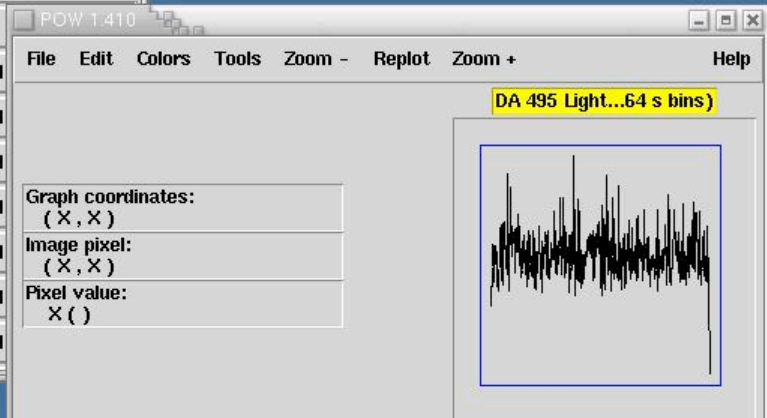 POW 1.410
File Edit Colors Tools Zoom - Replot Zoom + Help
DA 495 Light...64 s bins)
Graph coordinates:
( X , X )
Image pixel:
( X , X )
Pixel value:
X ( )